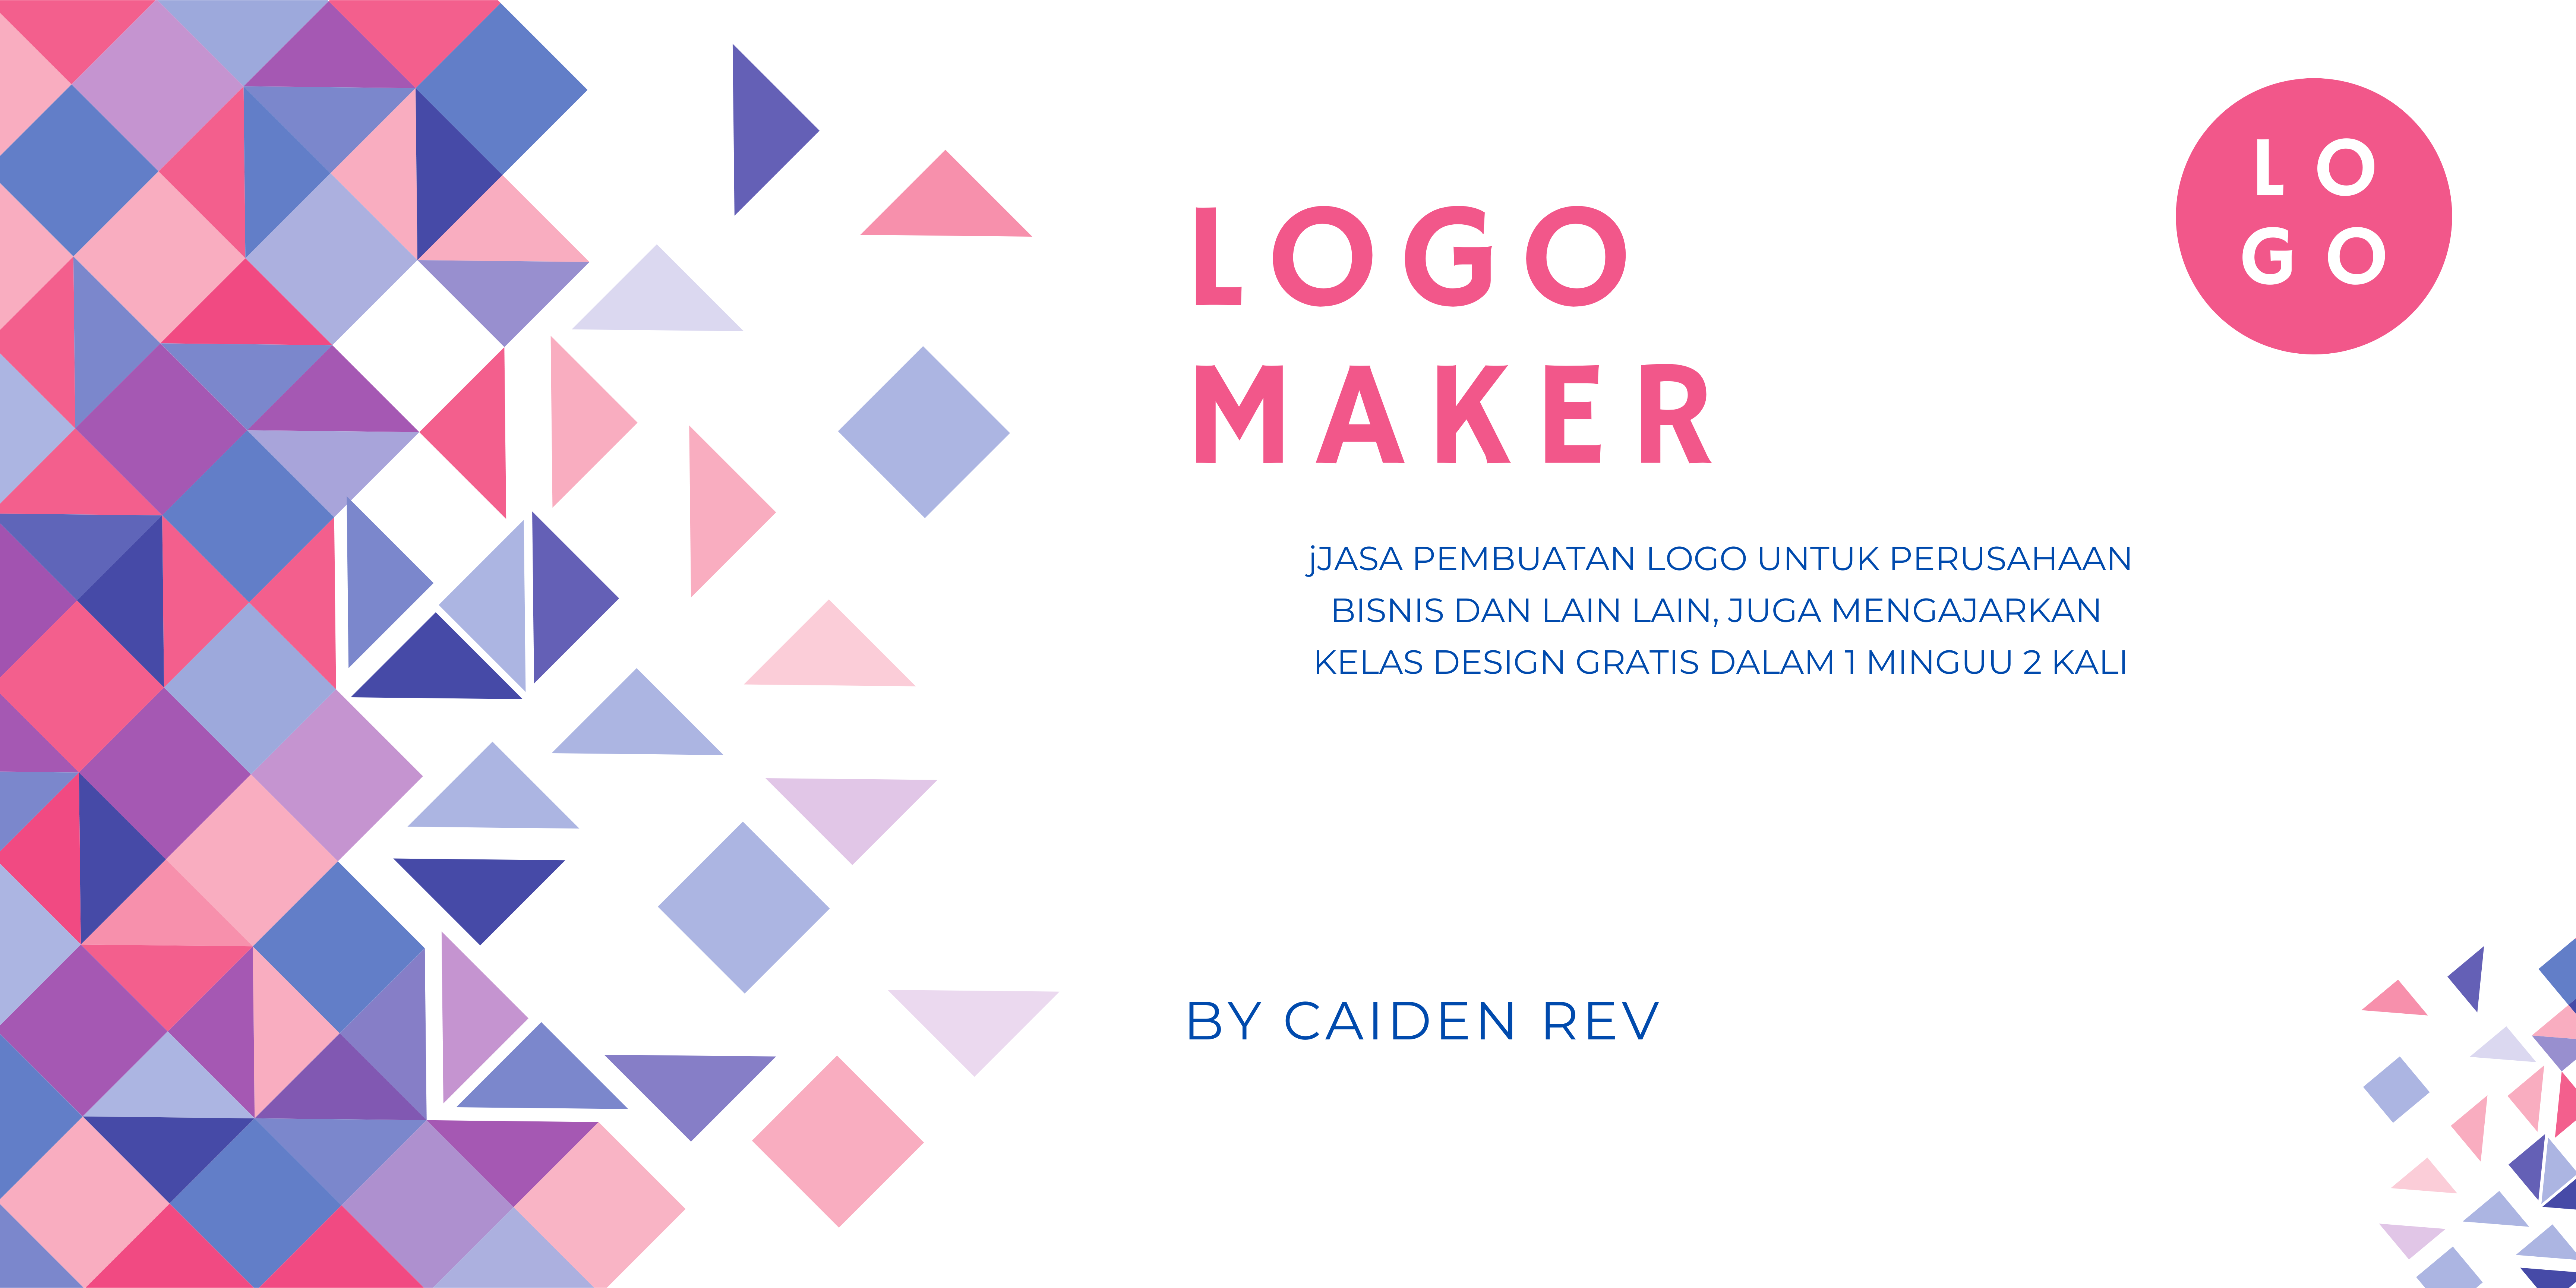 LOGO
MAKER
LO
GO
jJASA PEMBUATAN LOGO UNTUK PERUSAHAAN
BISNIS DAN LAIN LAIN, JUGA MENGAJARKAN
KELAS DESIGN GRATIS DALAM 1 MINGUU 2 KALI
BY CAIDEN REV